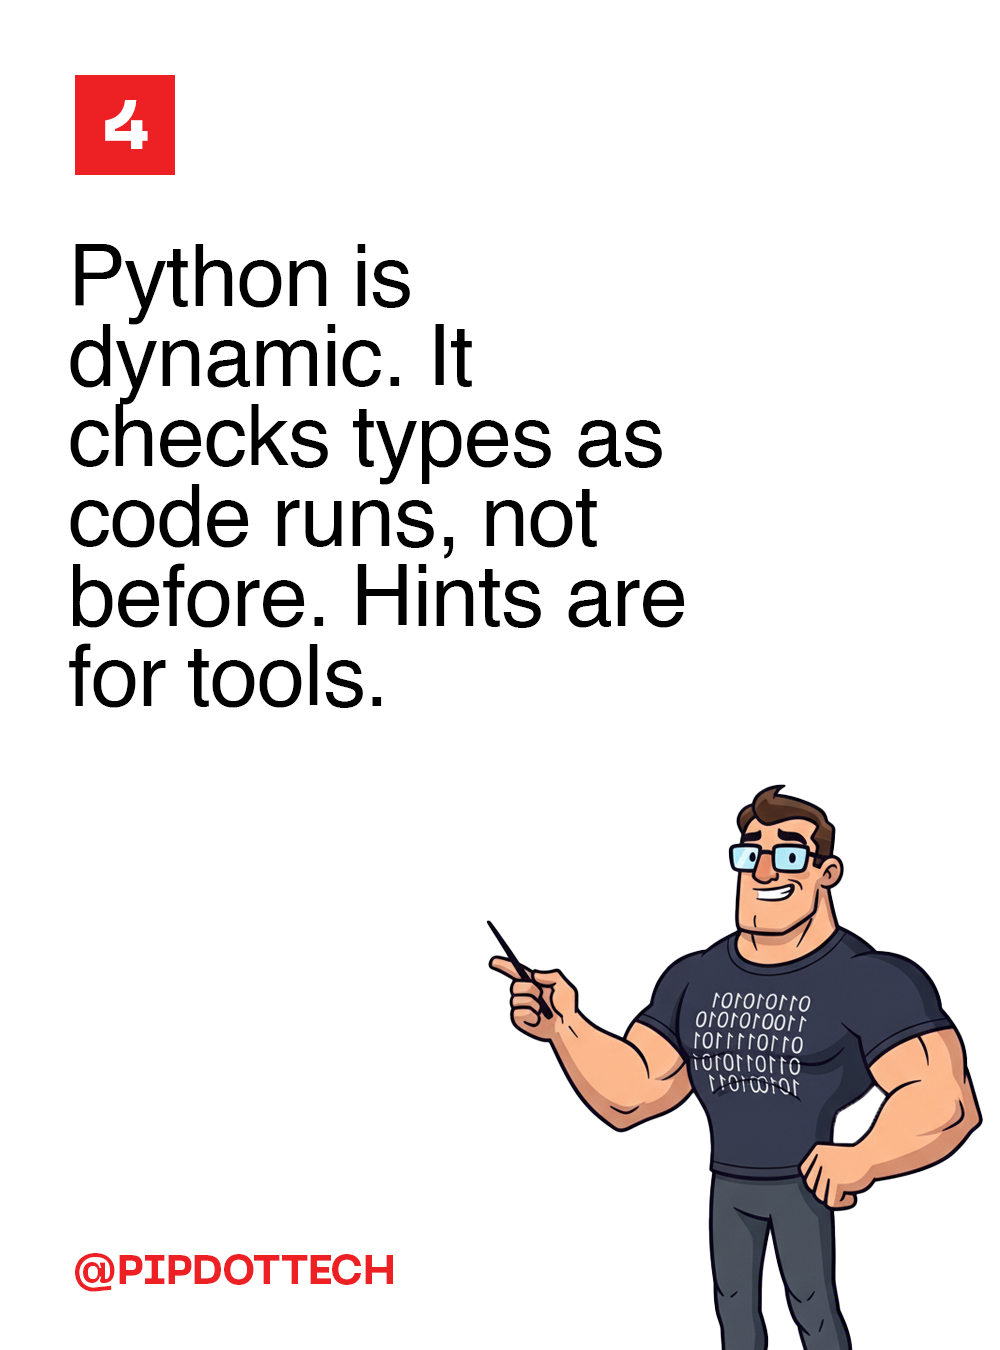 4
Python is
dynamic. It
checks types as
code runs, not
before. Hints are
for tools.
@PIPDOTTECH